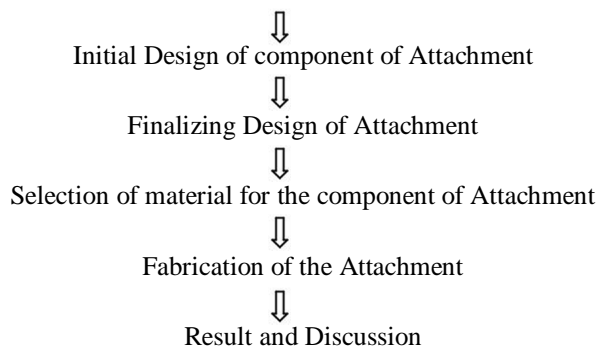 Initial Design of component of Attachment
Finalizing Design of Attachment
Selection of material for the component of Attachment
Fabrication of the Attachment
Result and Discussion